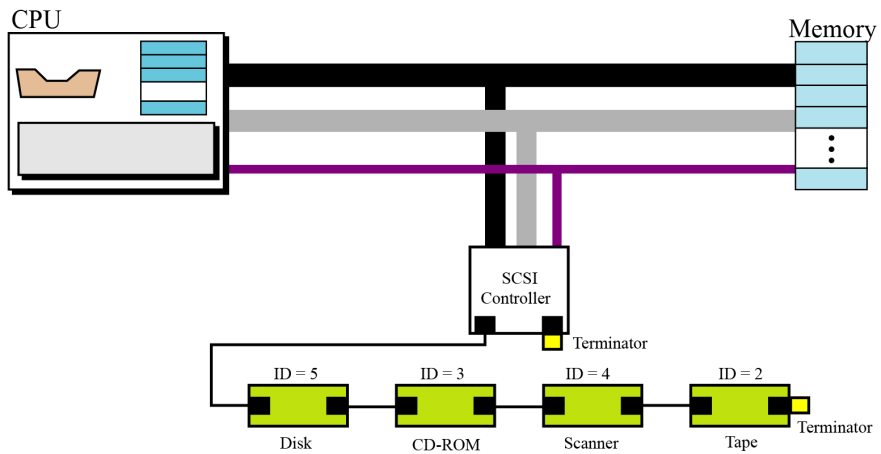 CPU
Memory
SCSI
Controller
Terminator
ID = 5
ID = 3
ID = 4
ID = 2
Disk
CD-ROM
Scanner
Tape
Terminator